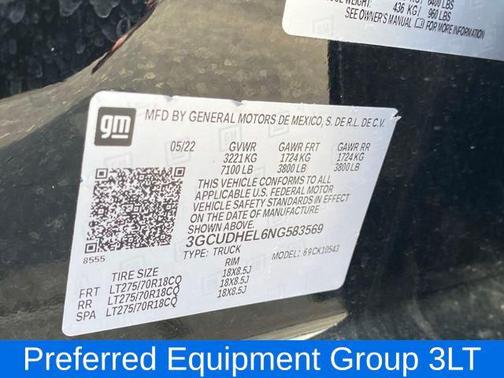 6400 LBS
436 KG 960 LBS
SEE OWNER'S MANUAL FOR MORE INFORMATION
gm
MFD BY GENERAL MOTORS DE MEXICO, S. DE R.L. DE C.V.
05/22 GVWR GAWR FRT GAWR RR
3221 KG 1724 KG 1724 KG
7100 LB 3800 LB 3800 LB
THIS VEHICLE CONFORMS TO ALL APPLICABLE U.S. FEDERAL MOTOR VEHICLE SAFETY STANDARDS IN EFFECT ON THE DATE OF MANUFACTURE SHOWN ABOVE.
3GCUDHEL6NG583569
TYPE: TRUCK MODEL: CK10543
8555
TIRE SIZE RIM
FRT LT275/70R18CQ 18X8.5J
RR LT275/70R18CQ 18X8.5J
SPA LT275/70R18CQ 18X8.5J
Preferred Equipment Group 3LT